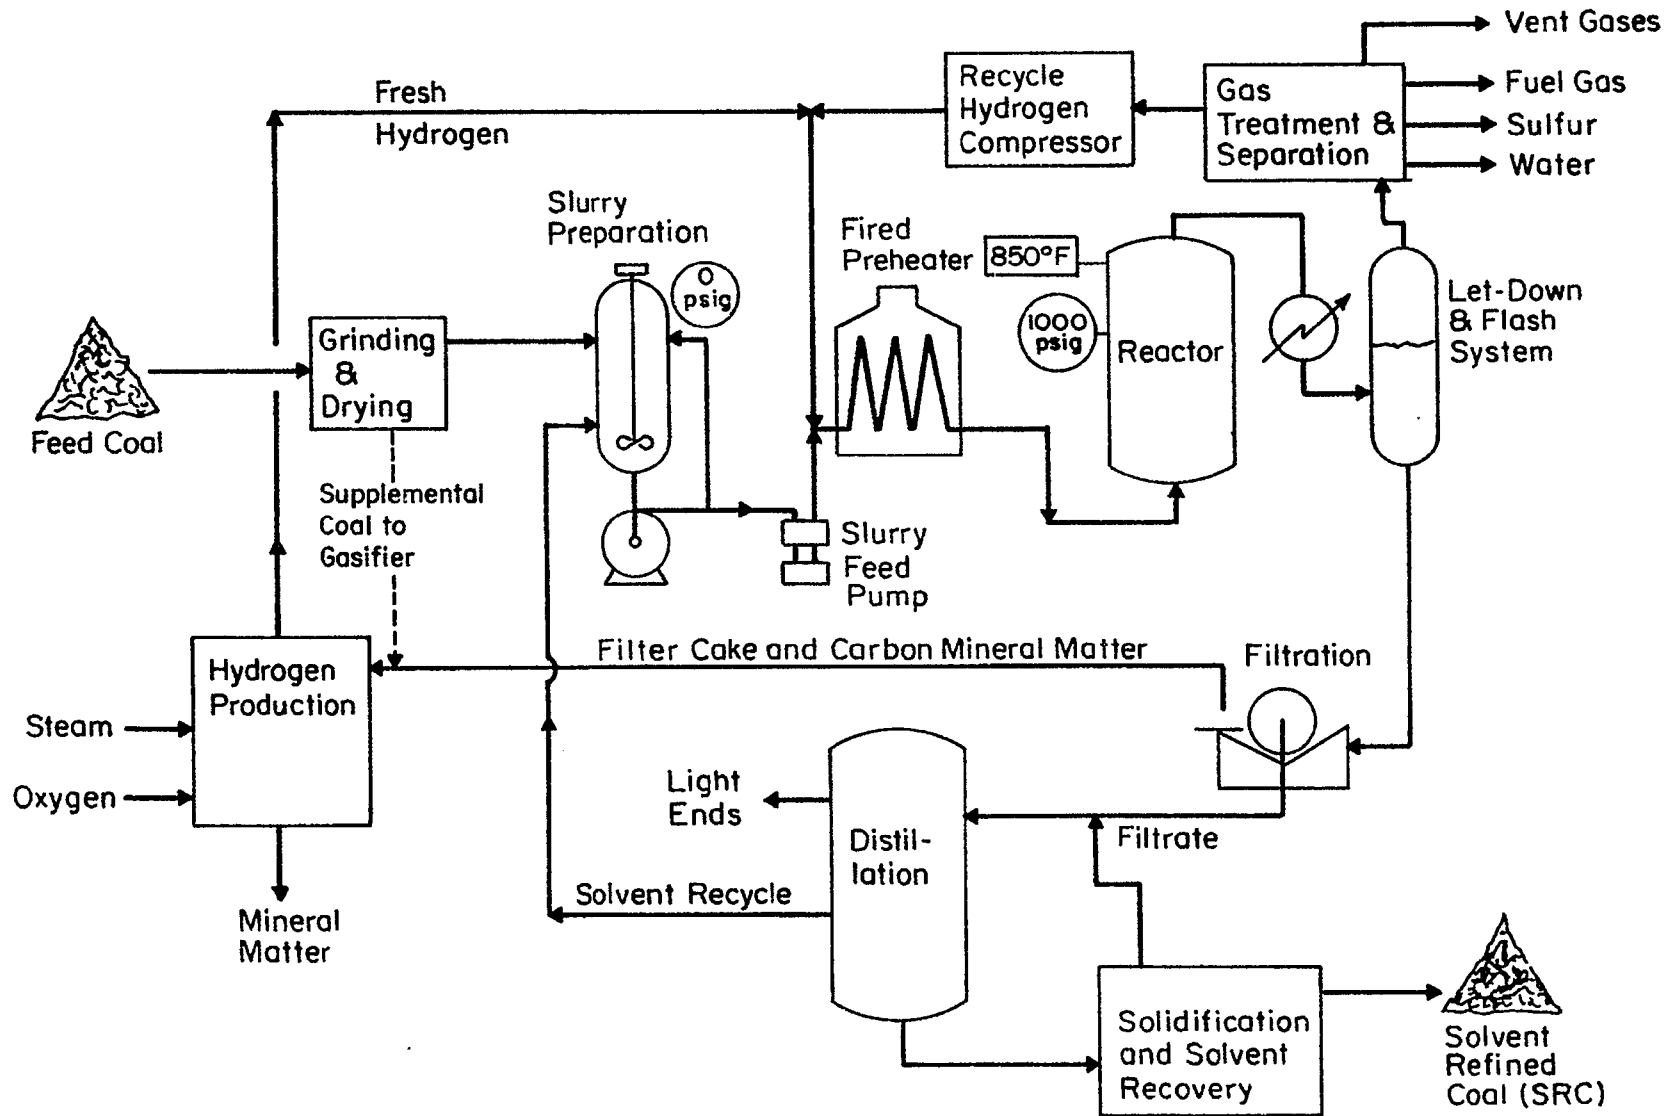 Vent Gases
Fuel Gas
Sulfur
Water
Gas
Treatment &
Separation
Recycle
Hydrogen
Compressor
Fresh
Hydrogen
Slurry
Preparation
0
psig
Fired
Preheater
850°F
1000
psig
Reactor
Let-Down
& Flash
System
Grinding
&
Drying
Feed Coal
Supplemental
Coal to
Gasifier
Slurry
Feed
Pump
Hydrogen
Production
Filter Cake and Carbon Mineral Matter
Filtration
Steam
Oxygen
Light
Ends
Distil-
lation
Filtrate
Solvent Recycle
Mineral
Matter
Solidification
and Solvent
Recovery
Solvent
Refined
Coal (SRC)